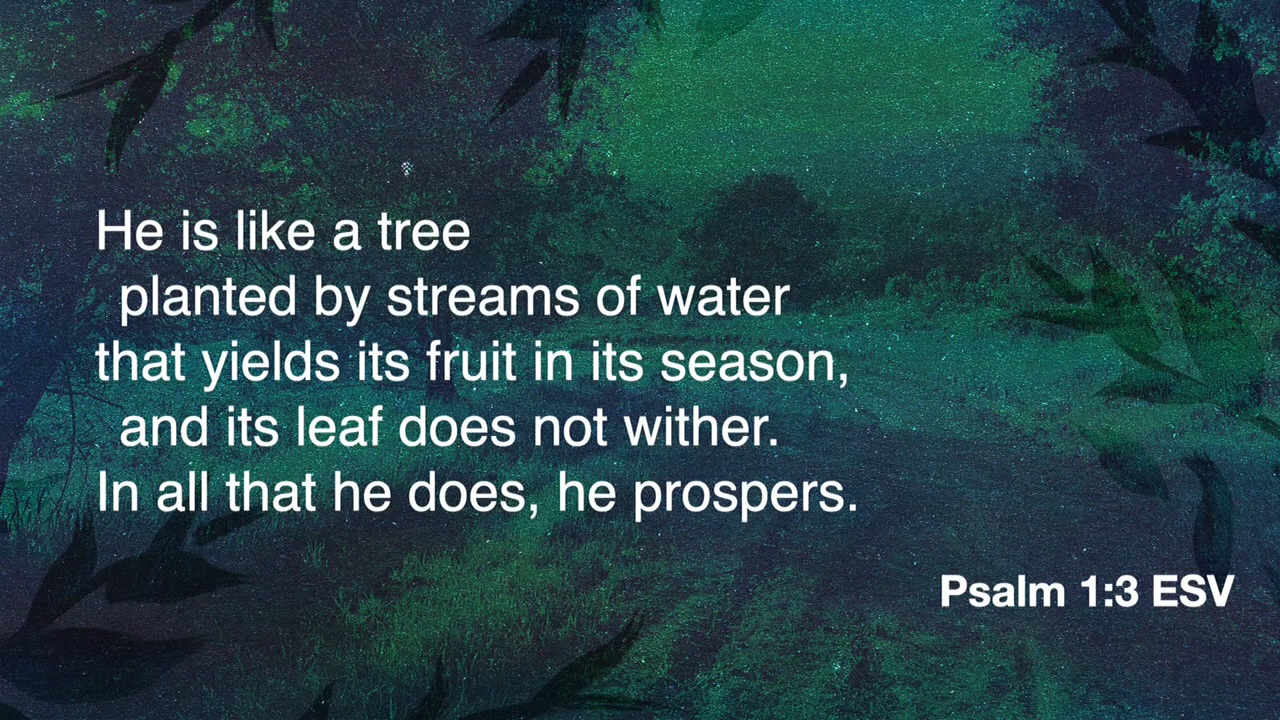 He is like a tree
planted by streams of water
that yields its fruit in its season,
and its leaf does not wither.
In all that he does, he prospers.
Psalm 1:3 ESV